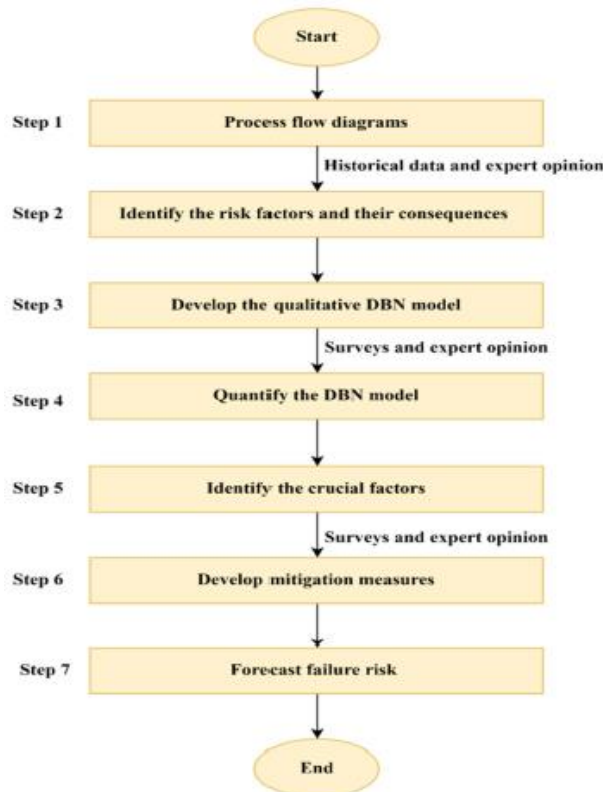 Start
Step 1
Process flow diagrams
Historical data and expert opinion
Step 2
Identify the risk factors and their consequences
Step 3
Develop the qualitative DBN model
Surveys and expert opinion
Step 4
Quantify the DBN model
Step 5
Identify the crucial factors
Surveys and expert opinion
Step 6
Develop mitigation measures
Step 7
Forecast failure risk
End